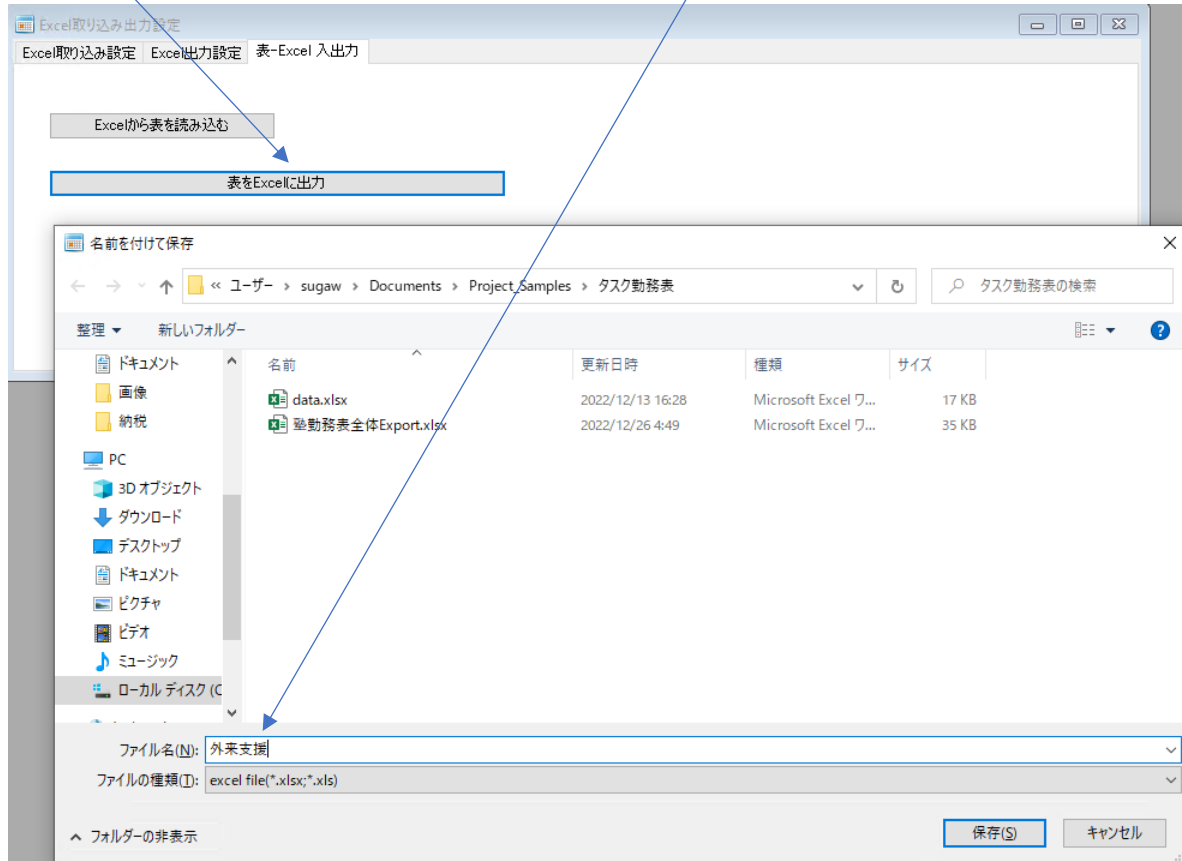 Excel取り込み出力設定
Excel取り込み設定 Excel出力設定 表-Excel 入出力
Excelから表を読み込む
表をExcelに出力
名前を付けて保存
« ユーザー › sugaw › Documents › Project_Samples › タスク勤務表
タスク勤務表の検索
整理 新しいフォルダー
名前 更新日時 種類 サイズ
ドキュメント
画像
納税
PC
3D オブジェクト
ダウンロード
デスクトップ
ドキュメント
ピクチャ
ビデオ
ミュージック
ローカル ディスク (C
data.xlsx 2022/12/13 16:28 Microsoft Excel ワ... 17 KB
塾勤務表全体Export.xlsx 2022/12/26 4:49 Microsoft Excel ワ... 35 KB
ファイル名(N): 外来支援
ファイルの種類(T): excel file(*.xlsx;*.xls)
フォルダーの非表示
保存(S) キャンセル